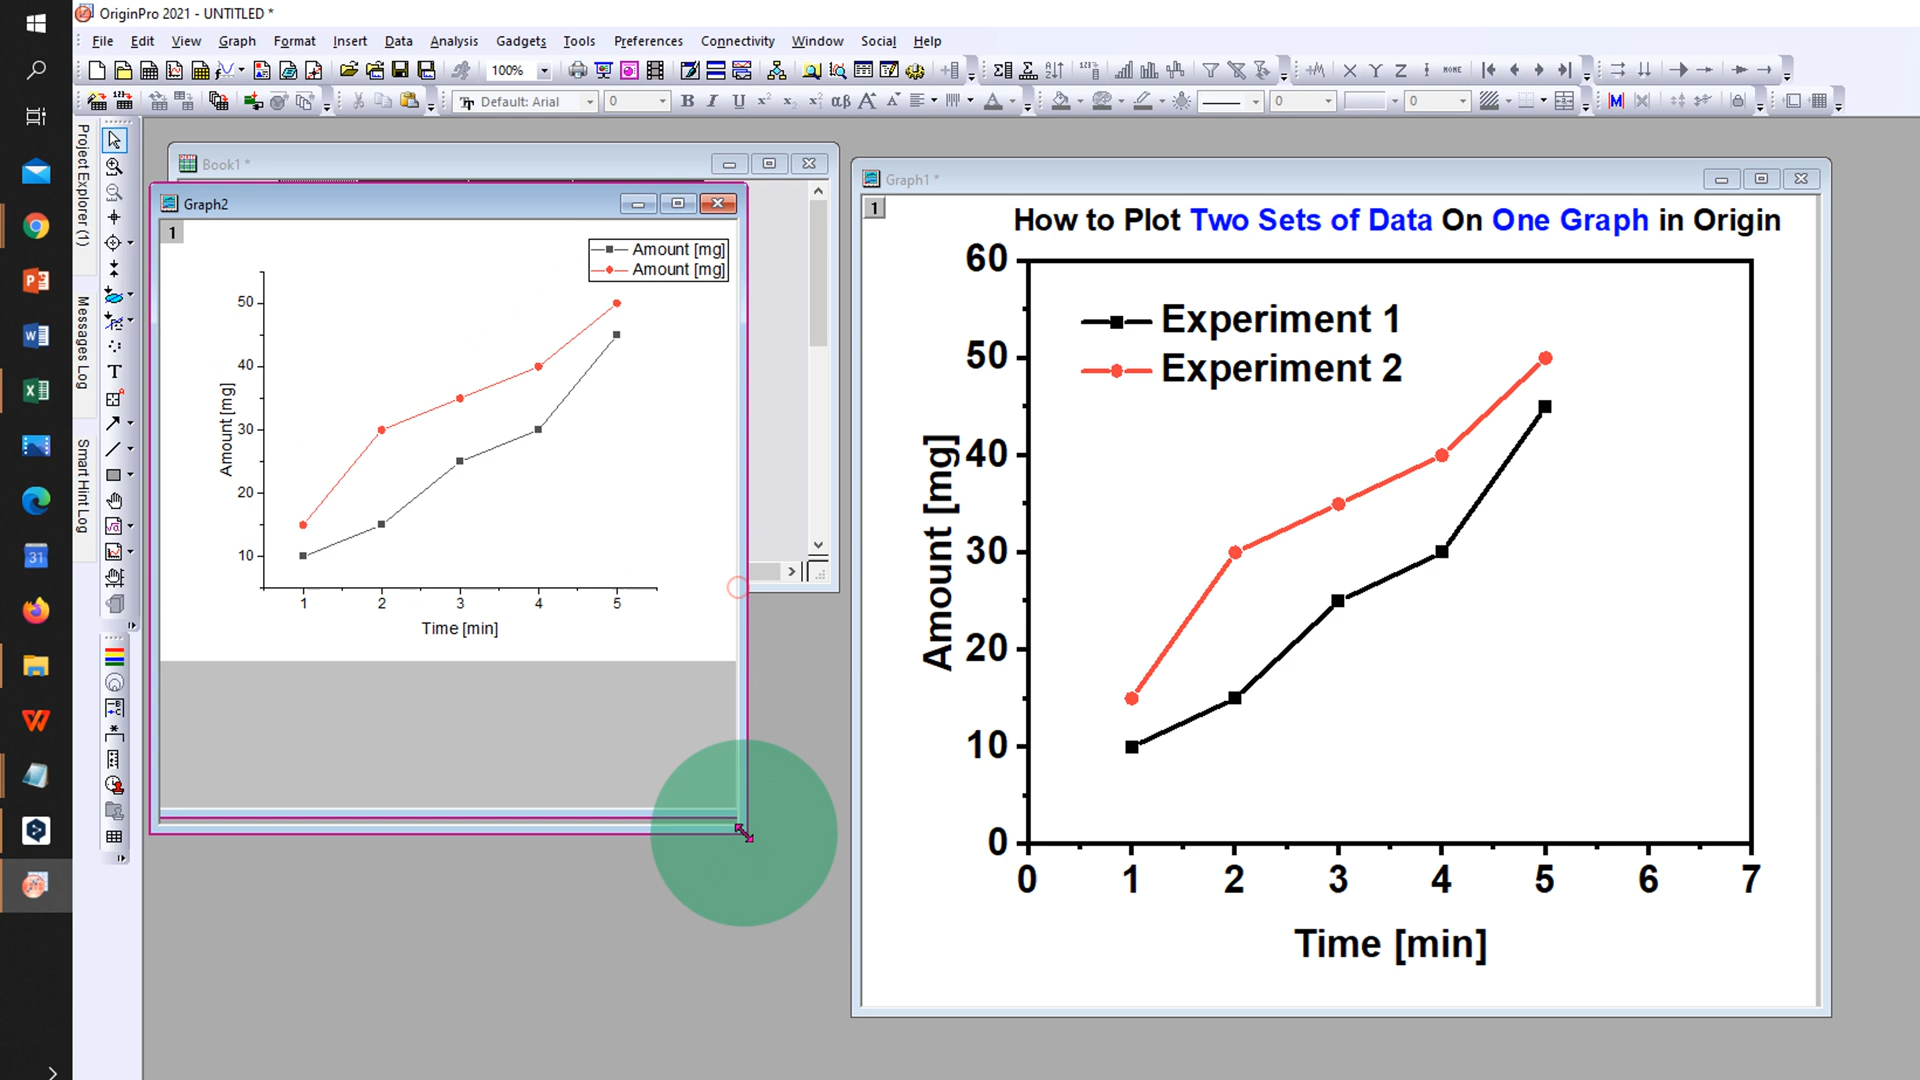 OriginPro 2021 - UNTITLED *
File Edit View Graph Format Insert Data Analysis Gadgets Tools Preferences Connectivity Window Social Help
100%
Default: Arial 0 B I U 0 0
Project Explorer (1)
Messages Log
Smart Hint Log
31
Book1 *
Graph2
1
Amount [mg]
Amount [mg]
50
40
30
20
10
Amount [mg]
1 2 3 4 5
Time [min]
Graph1 *
1
How to Plot Two Sets of Data On One Graph in Origin
Experiment 1
Experiment 2
60
50
40
30
20
10
0
Amount [mg]
0 1 2 3 4 5 6 7
Time [min]